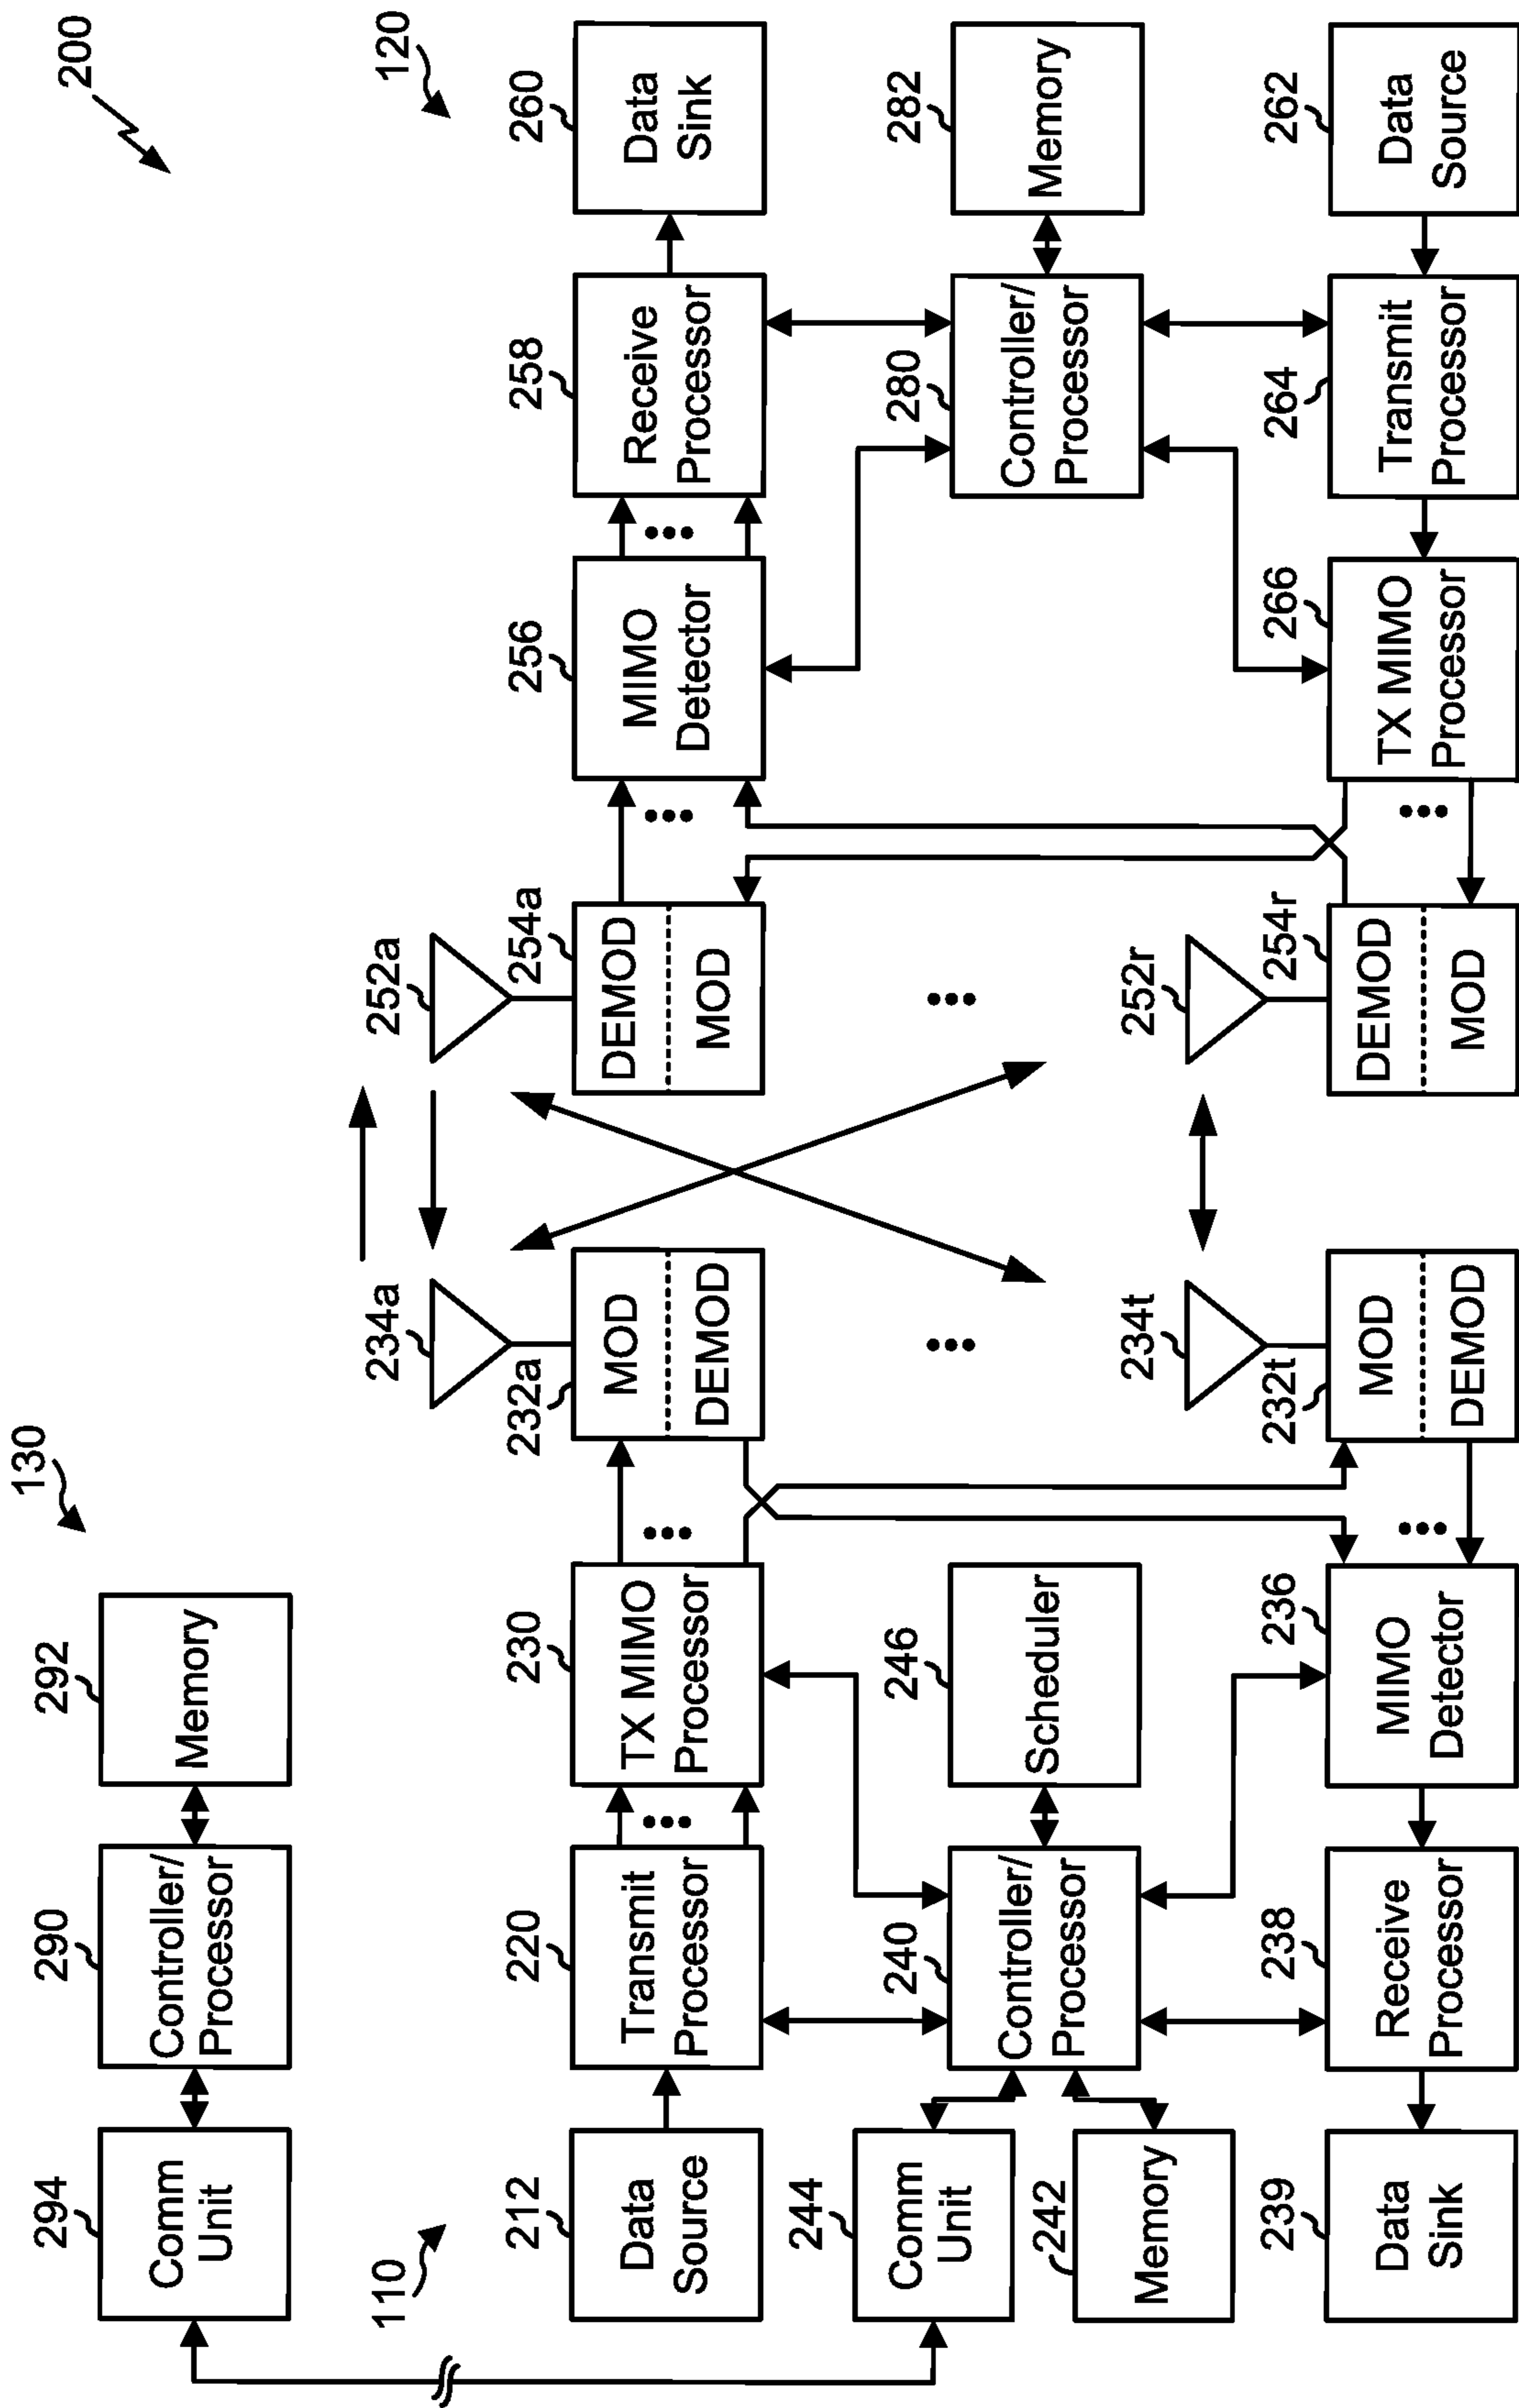 200
130
294
Comm
Unit
290
Controller/
Processor
292
Memory
110
120
212
Data
Source
220
Transmit
Processor
230
TX MIMO
Processor
232a
MOD
DEMOD
234a
252a
254a
DEMOD
MOD
256
MIMO
Detector
258
Receive
Processor
260
Data
Sink
244
Comm
Unit
242
Memory
240
Controller/
Processor
246
Scheduler
280
Controller/
Processor
282
Memory
239
Data
Sink
238
Receive
Processor
236
MIMO
Detector
232t
MOD
DEMOD
234t
252r
254r
DEMOD
MOD
266
TX MIMO
Processor
264
Transmit
Processor
262
Data
Source